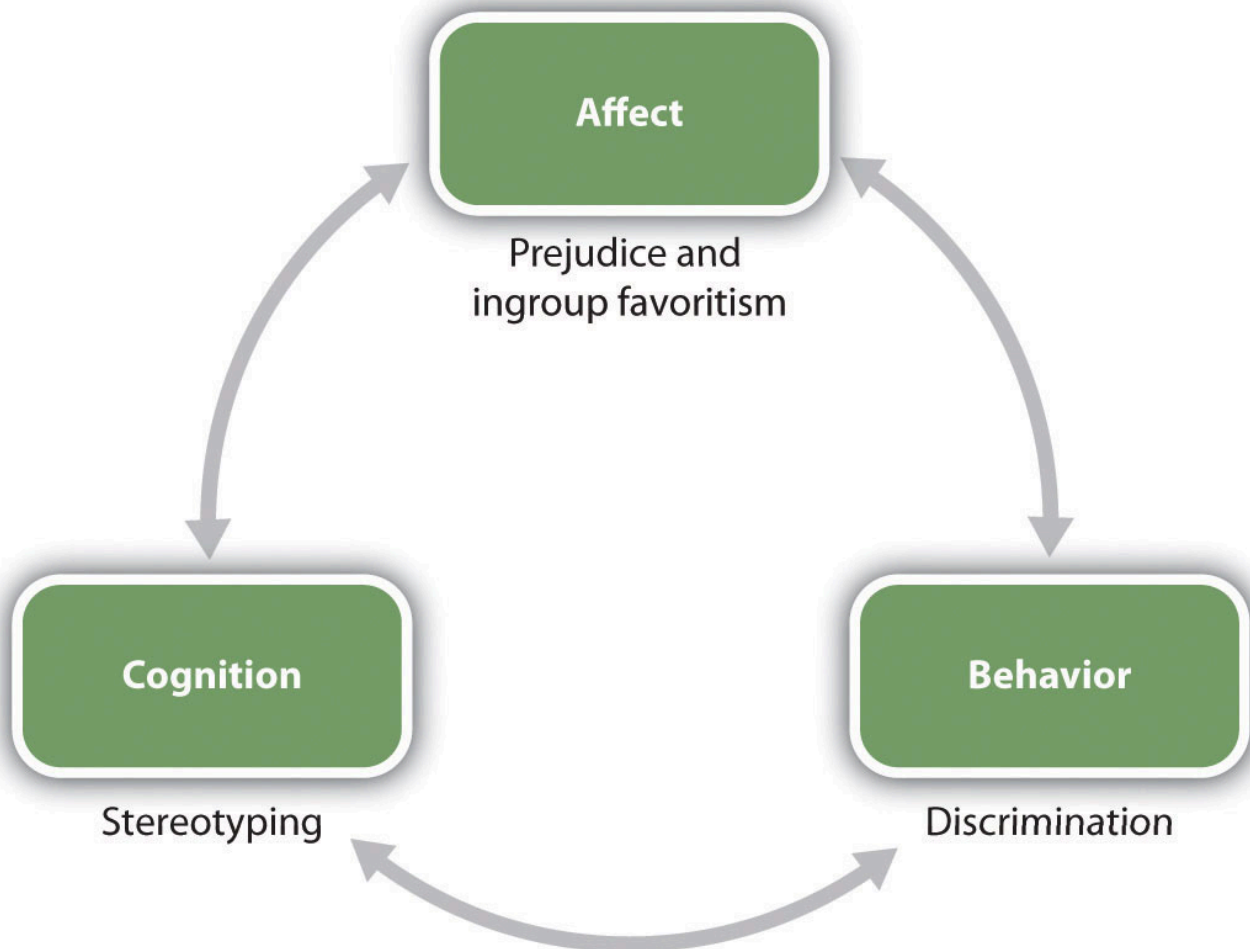 Affect
Prejudice and
ingroup favoritism
Cognition
Stereotyping
Behavior
Discrimination